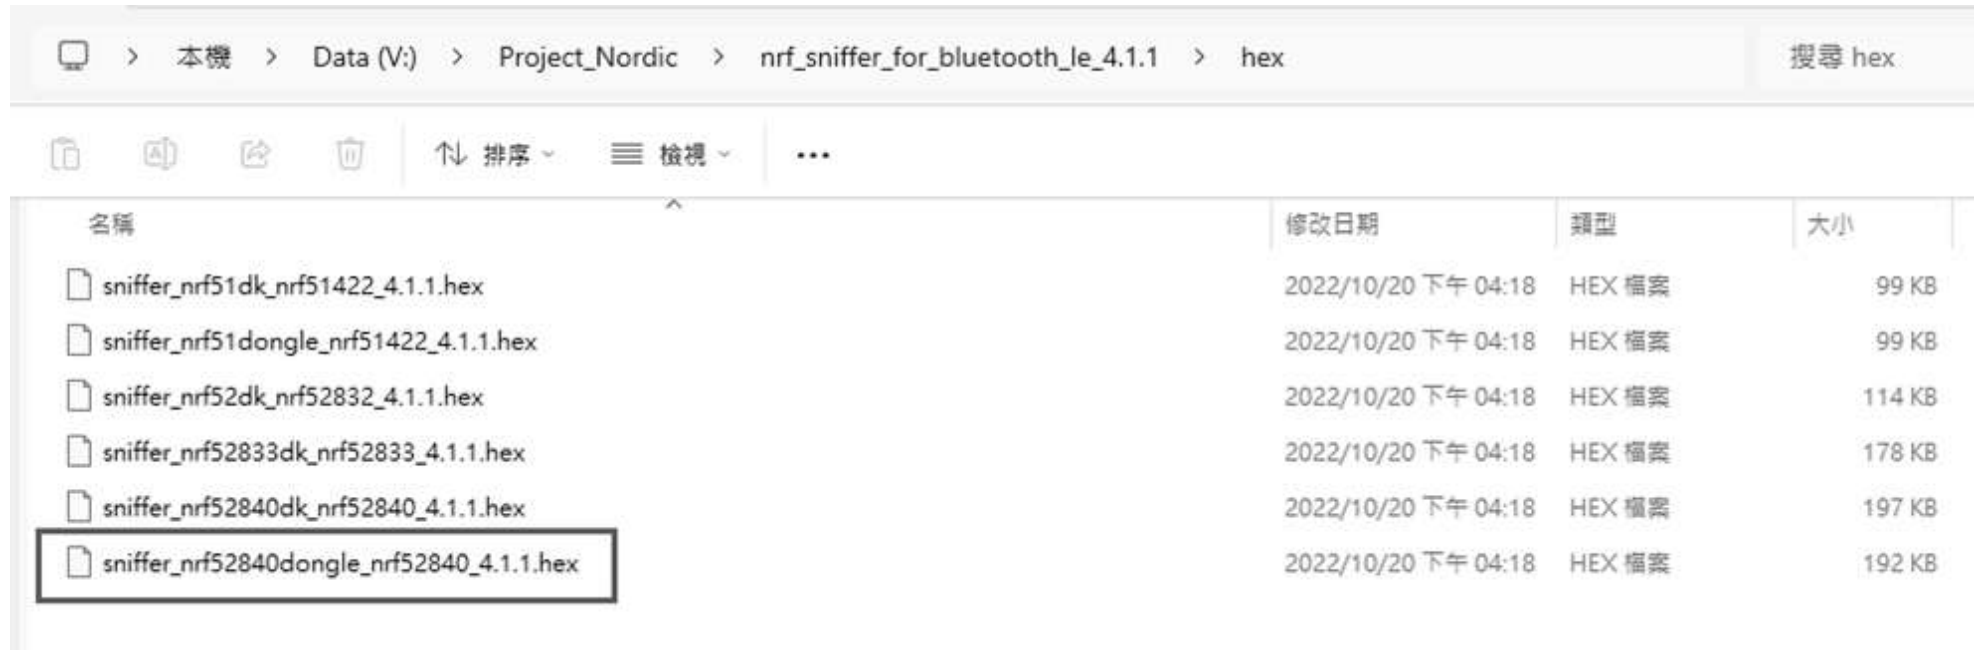 > 本機 > Data (V:) > Project_Nordic > nrf_sniffer_for_bluetooth_le_4.1.1 > hex 搜尋 hex
排序 檢視 ...
名稱 修改日期 類型 大小
sniffer_nrf51dk_nrf51422_4.1.1.hex 2022/10/20 下午 04:18 HEX 檔案 99 KB
sniffer_nrf51dongle_nrf51422_4.1.1.hex 2022/10/20 下午 04:18 HEX 檔案 99 KB
sniffer_nrf52dk_nrf52832_4.1.1.hex 2022/10/20 下午 04:18 HEX 檔案 114 KB
sniffer_nrf52833dk_nrf52833_4.1.1.hex 2022/10/20 下午 04:18 HEX 檔案 178 KB
sniffer_nrf52840dk_nrf52840_4.1.1.hex 2022/10/20 下午 04:18 HEX 檔案 197 KB
sniffer_nrf52840dongle_nrf52840_4.1.1.hex 2022/10/20 下午 04:18 HEX 檔案 192 KB